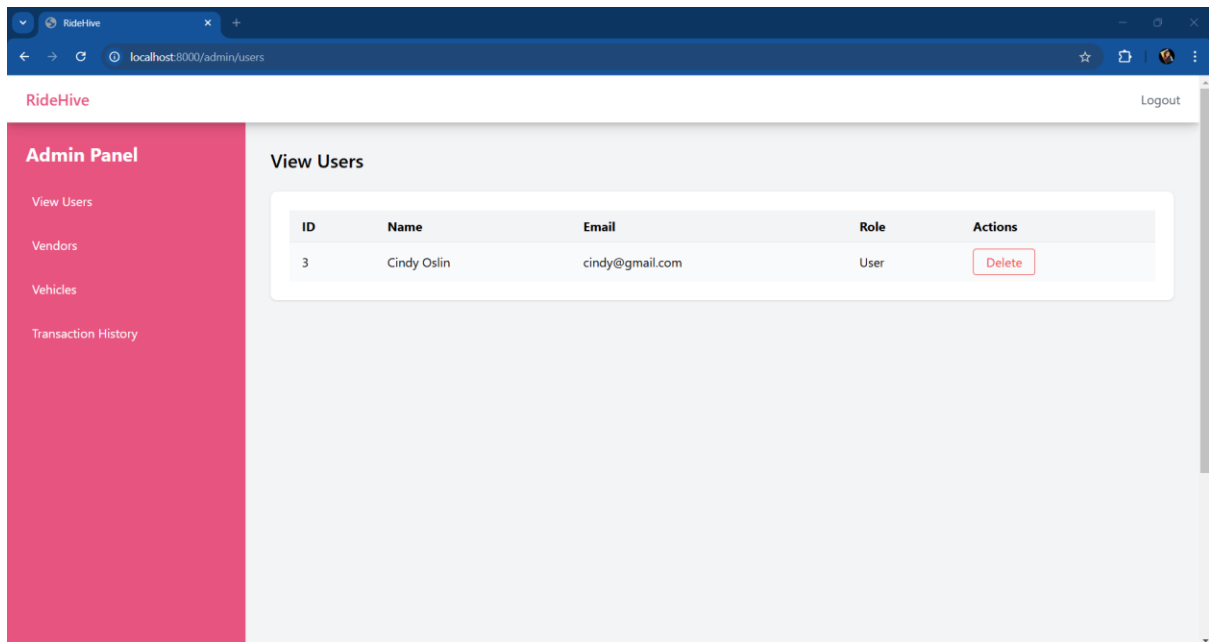 RideHive
localhost:8000/admin/users
RideHive
Logout
Admin Panel
View Users
Vendors
Vehicles
Transaction History
View Users
ID Name Email Role Actions
3 Cindy Oslin cindy@gmail.com User Delete